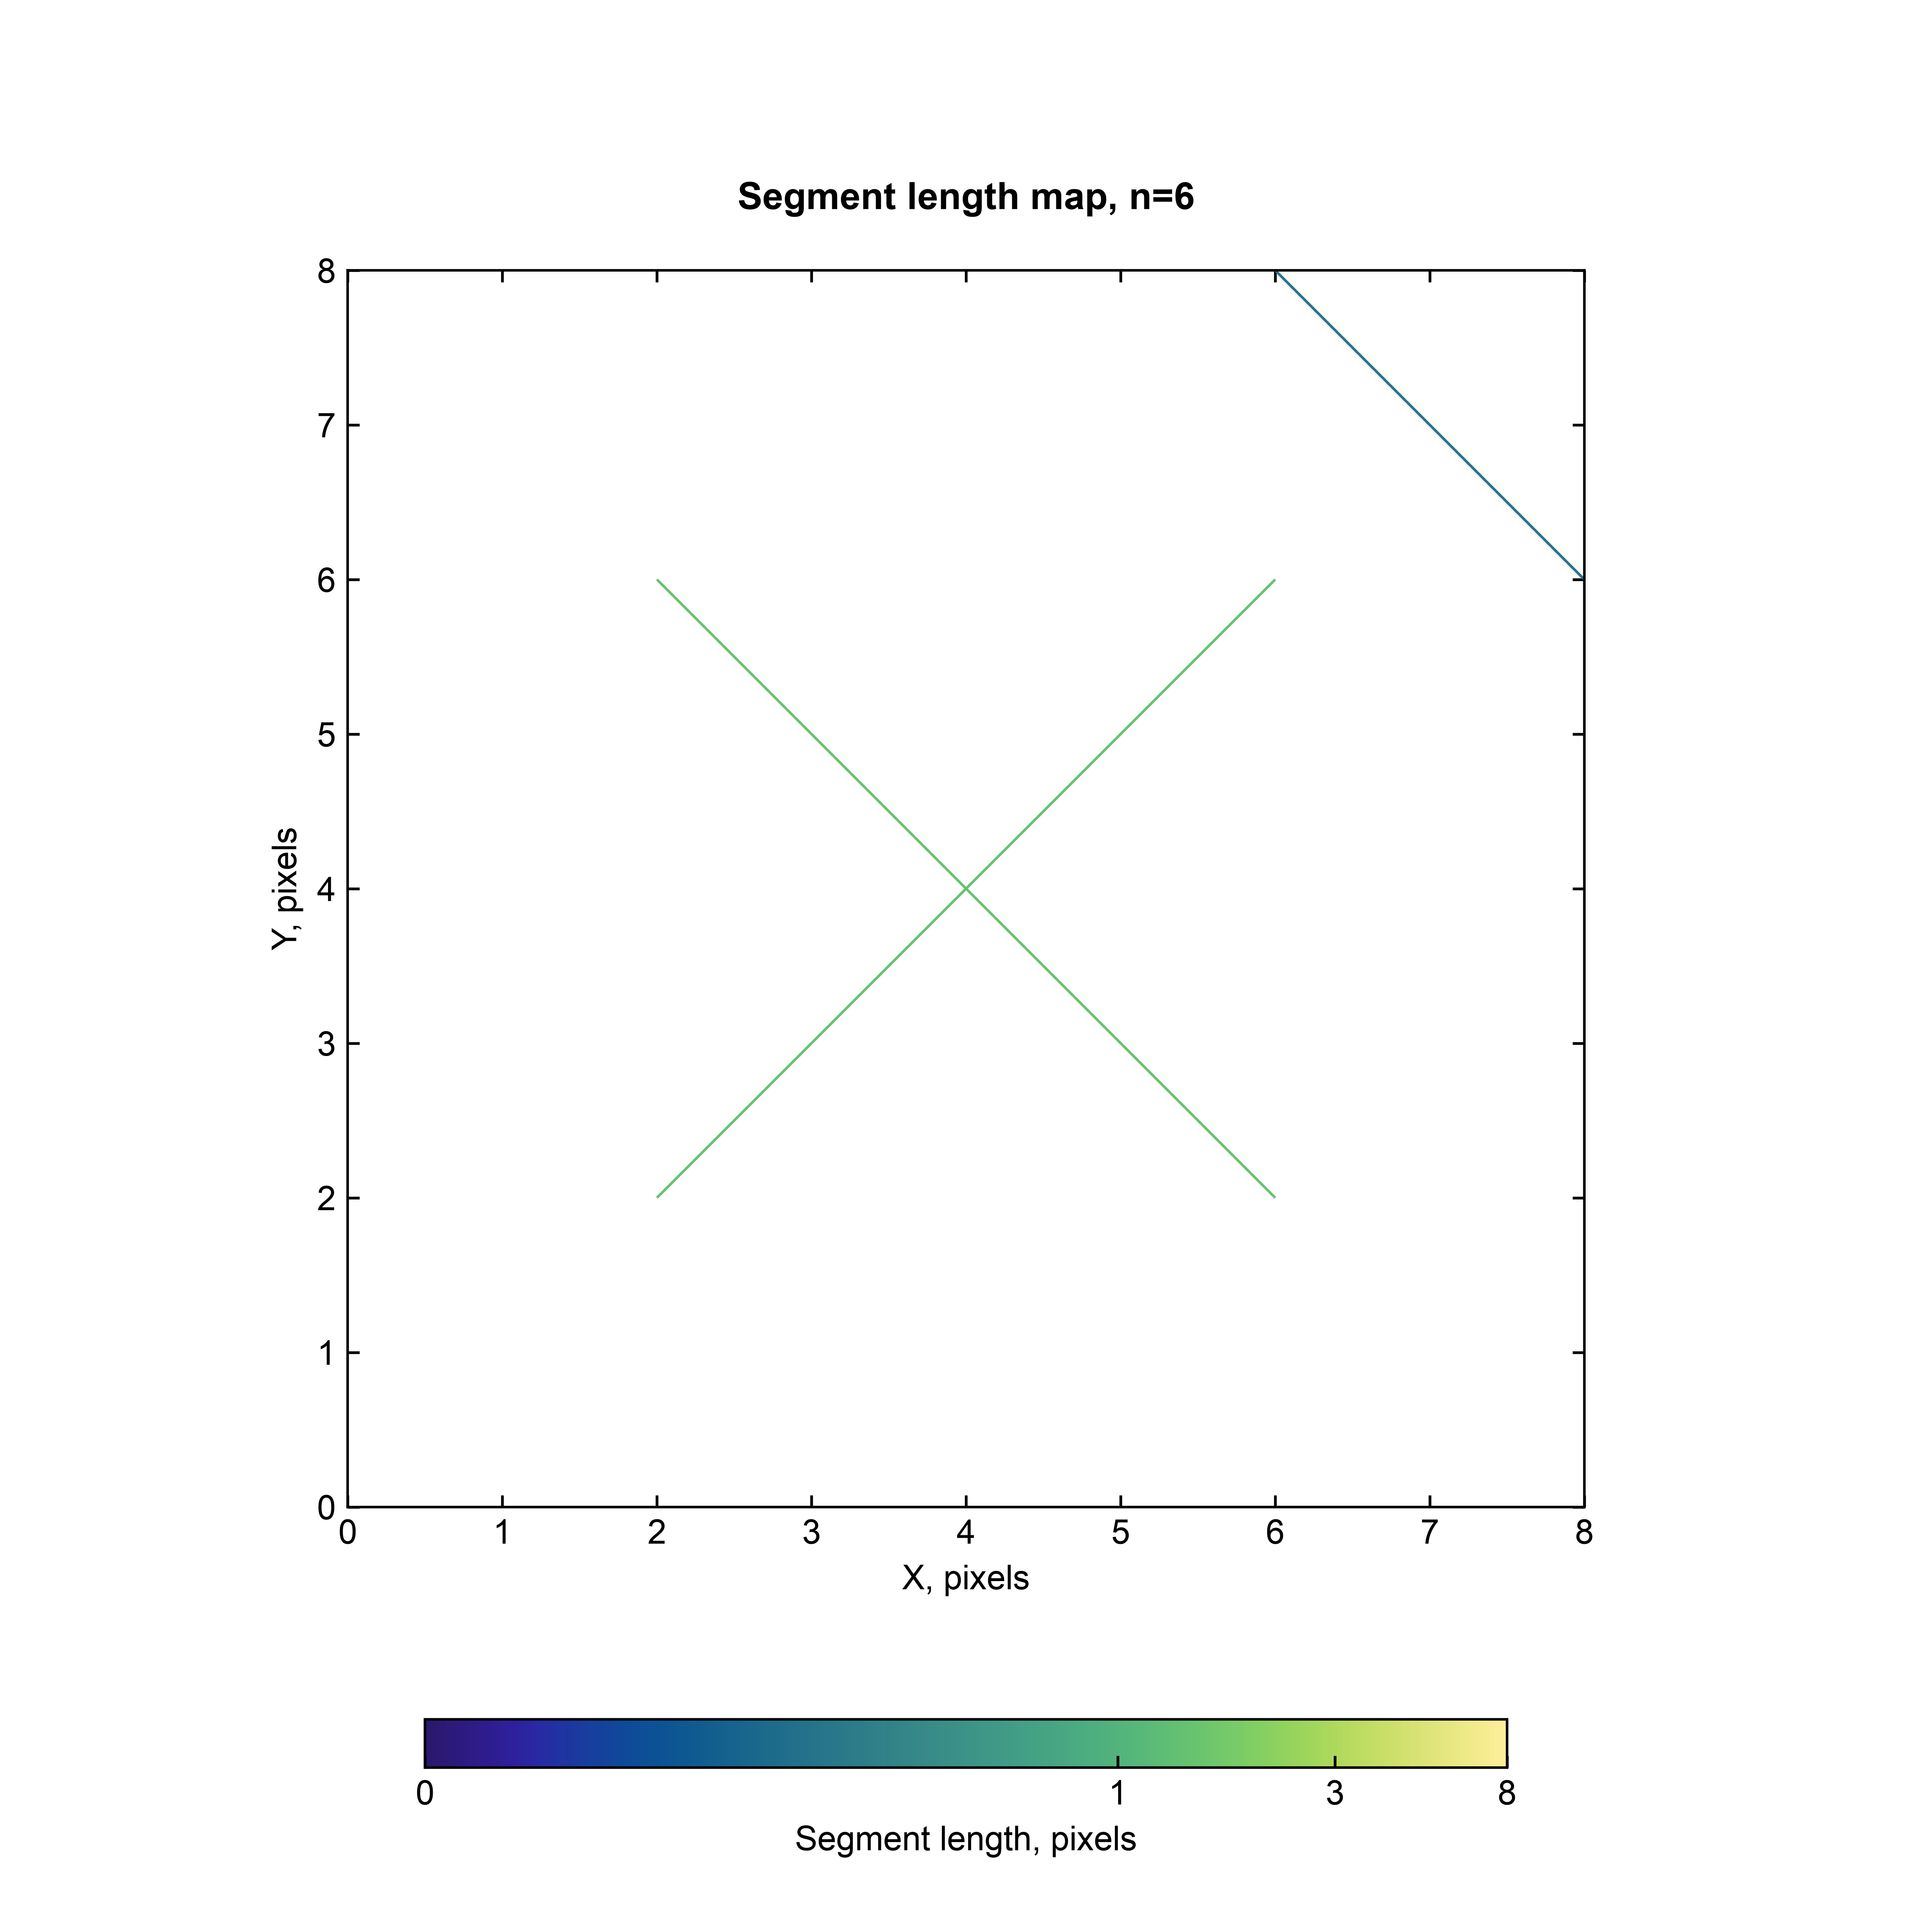 Segment length map, n=6
8
7
6
5
4
3
2
1
0
Y, pixels
0 1 2 3 4 5 6 7 8
X, pixels
0 1 3 8
Segment length, pixels